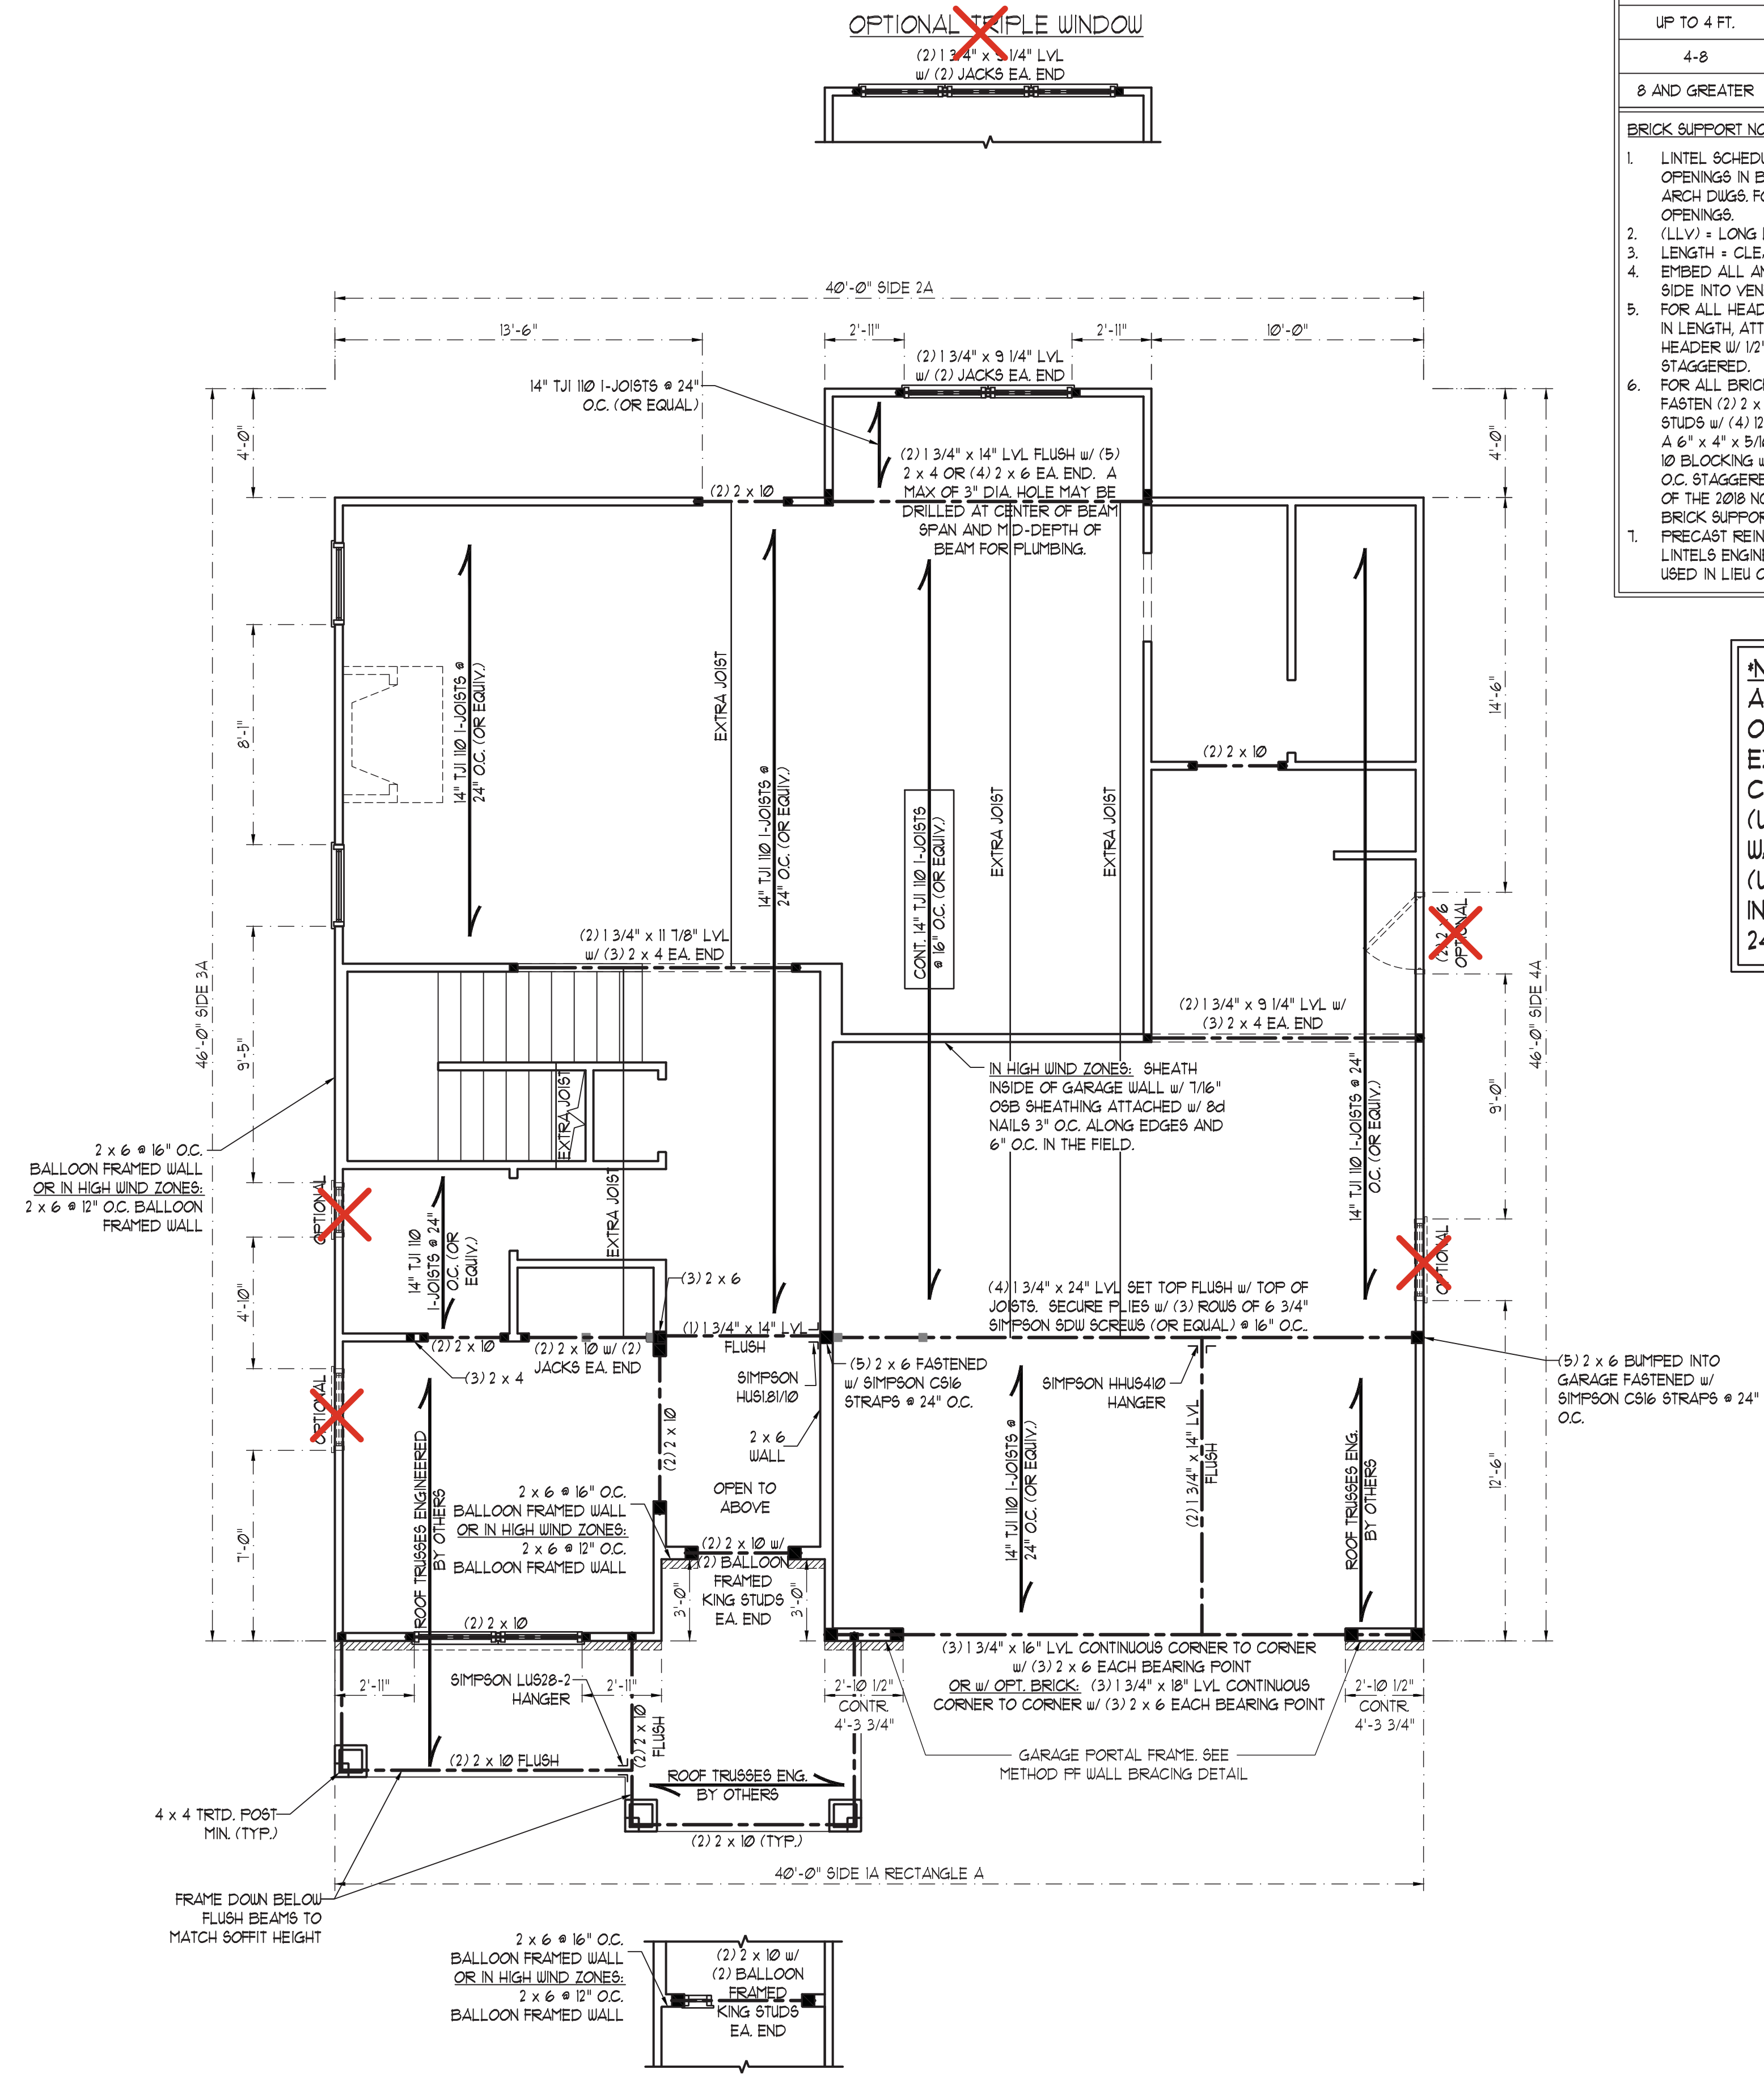 OPTIONAL TRIPLE WINDOW
(2) 1 3/4" x 9 1/4" LVL
w/ (2) JACKS EA. END
UP TO 4 FT.
4-8
8 AND GREATER
BRICK SUPPORT NO
1. LINTEL SCHEDU
OPENINGS IN B
ARCH DWGS. FO
OPENINGS.
2. (LLV) = LONG
3. LENGTH = CLEA
4. EMBED ALL AN
SIDE INTO VEN
5. FOR ALL HEAD
IN LENGTH, ATT
HEADER W/ 1/2"
STAGGERED.
6. FOR ALL BRICK
FASTEN (2) 2 x
STUDS w/ (4) 12
A 6" x 4" x 5/16
10 BLOCKING w
O.C. STAGGERE
OF THE 2018 NC
BRICK SUPPOR
7. PRECAST REIN
LINTELS ENGINE
USED IN LIEU O
*N
A
O
C
(U
W
(U
IN
24
40'-0" SIDE 2A
13'-6"
2'-11"
2'-11"
10'-0"
(2) 1 3/4" x 9 1/4" LVL
w/ (2) JACKS EA. END
14" TJI 110 I-JOISTS @ 24"
O.C. (OR EQUAL)
4'-0"
4'-0"
(2) 2 x 10
(2) 1 3/4" x 14" LVL FLUSH w/ (5)
2 x 4 OR (4) 2 x 6 EA. END. A
MAX OF 3" DIA. HOLE MAY BE
DRILLED AT CENTER OF BEAM
SPAN AND MID-DEPTH OF
BEAM FOR PLUMBING.
46'-0" SIDE 3A
8'-1"
9'-5"
4'-10"
7'-0"
14" TJI 110 I-JOISTS @
24" O.C. (OR EQUIV.)
EXTRA JOIST
14" TJI 110 I-JOISTS @
24" O.C. (OR EQUIV.)
CONT. 14" TJI 110 I-JOISTS
@ 16" O.C. (OR EQUIV.)
EXTRA JOIST
EXTRA JOIST
(2) 2 x 10
14'-6"
9'-0"
12'-6"
46'-0" SIDE 4A
(2) 2 x 6
OPTIONAL
(2) 1 3/4" x 11 7/8" LVL
w/ (3) 2 x 4 EA. END
(2) 1 3/4" x 9 1/4" LVL w/
(3) 2 x 4 EA. END
IN HIGH WIND ZONES: SHEATH
INSIDE OF GARAGE WALL w/ 7/16"
OSB SHEATHING ATTACHED w/ 8d
NAILS 3" O.C. ALONG EDGES AND
6" O.C. IN THE FIELD.
14" TJI 110 I-JOISTS @ 24"
O.C. (OR EQUIV.)
2 x 6 @ 16" O.C.
BALLOON FRAMED WALL
OR IN HIGH WIND ZONES:
2 x 6 @ 12" O.C. BALLOON
FRAMED WALL
EXTRA JOIST
EXTRA JOIST
OPTIONAL
14" TJI 110
I-JOISTS @ 24"
O.C. (OR
EQUIV.)
OPTIONAL
(3) 2 x 6
(4) 1 3/4" x 24" LVL SET TOP FLUSH w/ TOP OF
JOISTS. SECURE PLIES w/ (3) ROWS OF 6 3/4"
SIMPSON SDW SCREWS (OR EQUAL) @ 16" O.C..
(1) 1 3/4" x 14" LVL
FLUSH
(2) 2 x 10
(2) 2 x 10 w/ (2)
JACKS EA. END
(3) 2 x 4
SIMPSON
HUS1.81/10
(5) 2 x 6 FASTENED
w/ SIMPSON CS16
STRAPS @ 24" O.C.
SIMPSON HHUS410
HANGER
(5) 2 x 6 BUMPED INTO
GARAGE FASTENED w/
SIMPSON CS16 STRAPS @ 24"
O.C.
OPTIONAL
(2) 2 x 10
2 x 6
WALL
OPEN TO
ABOVE
ROOF TRUSSES ENGINEERED
BY OTHERS
2 x 6 @ 16" O.C.
BALLOON FRAMED WALL
OR IN HIGH WIND ZONES:
2 x 6 @ 12" O.C.
BALLOON FRAMED WALL
14" TJI 110 I-JOISTS @
24" O.C. (OR EQUIV.)
(2) 1 3/4" x 14" LVL
FLUSH
ROOF TRUSSES ENG.
BY OTHERS
(2) 2 x 10 w/
(2) BALLOON
FRAMED
KING STUDS
EA. END
3'-0"
3'-0"
(2) 2 x 10
(3) 1 3/4" x 16" LVL CONTINUOUS CORNER TO CORNER
w/ (3) 2 x 6 EACH BEARING POINT
OR w/ OPT. BRICK: (3) 1 3/4" x 18" LVL CONTINUOUS
CORNER TO CORNER w/ (3) 2 x 6 EACH BEARING POINT
2'-11"
SIMPSON LUS28-2
HANGER
2'-11"
(2) 2 x 10
FLUSH
2'-10 1/2"
CONTR.
4'-3 3/4"
2'-10 1/2"
CONTR.
4'-3 3/4"
GARAGE PORTAL FRAME. SEE
METHOD PF WALL BRACING DETAIL
(2) 2 x 10 FLUSH
ROOF TRUSSES ENG.
BY OTHERS
4 x 4 TRTD. POST
MIN. (TYP.)
(2) 2 x 10 (TYP.)
40'-0" SIDE 1A RECTANGLE A
FRAME DOWN BELOW
FLUSH BEAMS TO
MATCH SOFFIT HEIGHT
2 x 6 @ 16" O.C.
BALLOON FRAMED WALL
OR IN HIGH WIND ZONES:
2 x 6 @ 12" O.C.
BALLOON FRAMED WALL
(2) 2 x 10 w/
(2) BALLOON
FRAMED
KING STUDS
EA. END